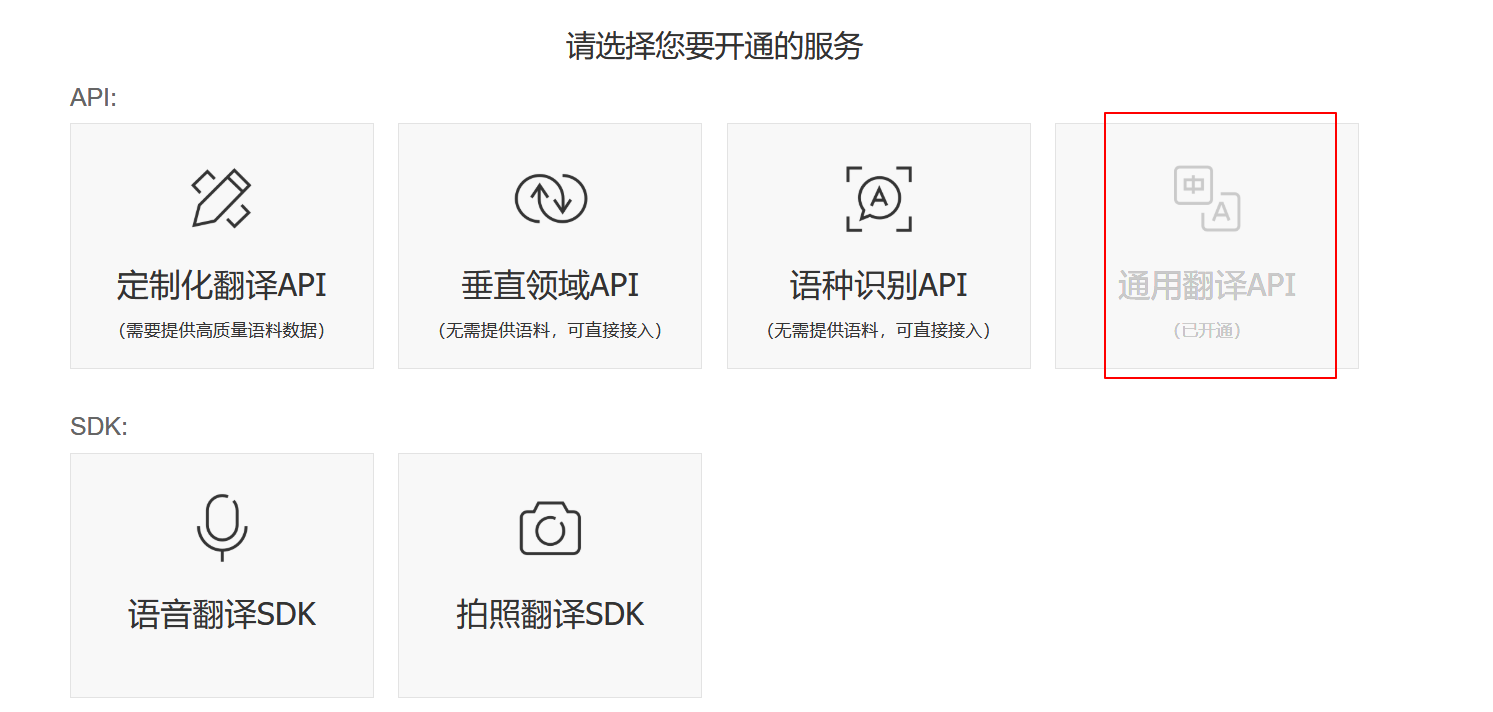 请选择您要开通的服务
API:
定制化翻译API
（需要提供高质量语料数据）
垂直领域API
（无需提供语料，可直接接入）
语种识别API
（无需提供语料，可直接接入）
中 A
通用翻译API
（已开通）
SDK:
语音翻译SDK
拍照翻译SDK